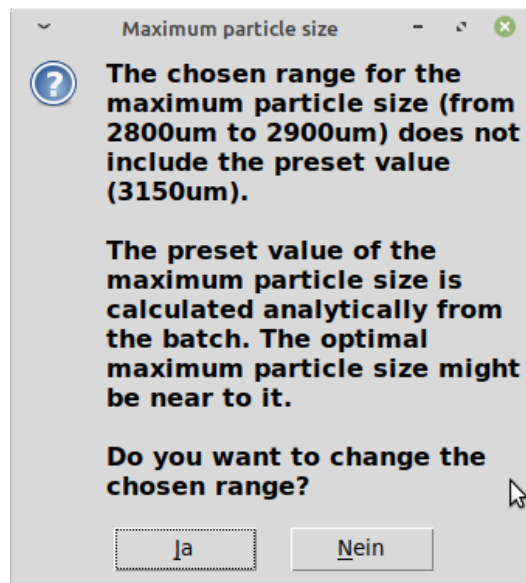 Maximum particle size
The chosen range for the
maximum particle size (from
2800um to 2900um) does not
include the preset value
(3150um).
The preset value of the
maximum particle size is
calculated analytically from
the batch. The optimal
maximum particle size might
be near to it.
Do you want to change the
chosen range?
Ja
Nein